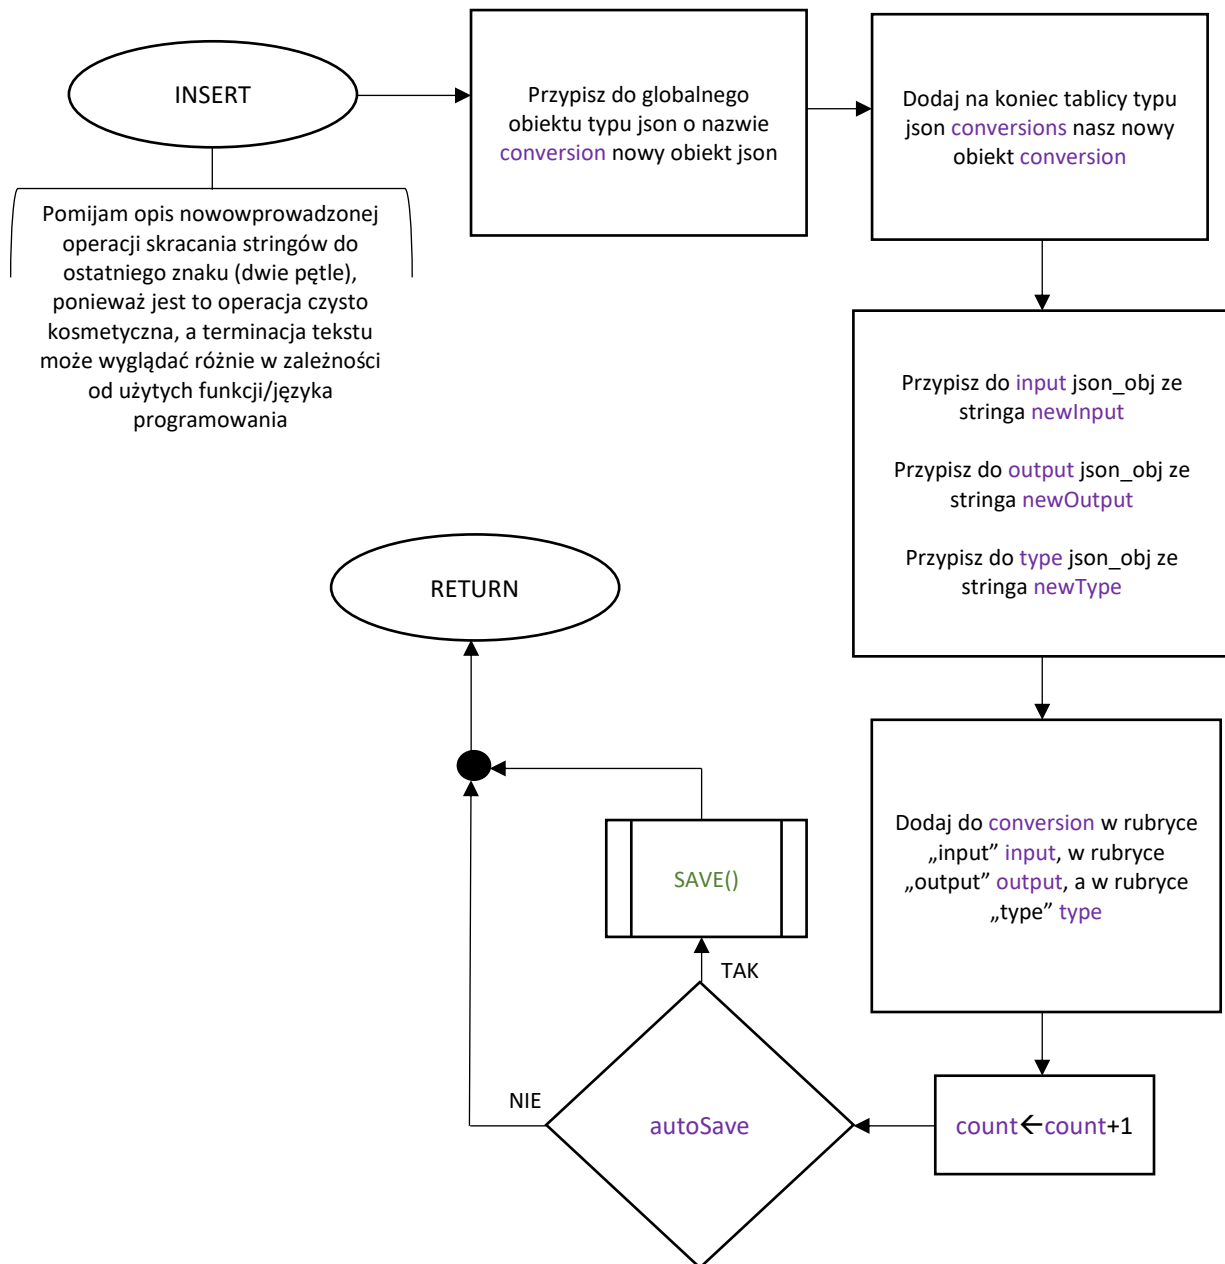 INSERT
Przypisz do globalnego
obiektu typu json o nazwie
conversion nowy obiekt json
Dodaj na koniec tablicy typu
json conversions nasz nowy
obiekt conversion
Pomijam opis nowowprowadzonej
operacji skracania stringów do
ostatniego znaku (dwie pętle),
ponieważ jest to operacja czysto
kosmetyczna, a terminacja tekstu
może wyglądać różnie w zależności
od użytych funkcji/języka
programowania
Przypisz do input json_obj ze
stringa newInput
Przypisz do output json_obj ze
stringa newOutput
Przypisz do type json_obj ze
stringa newType
RETURN
Dodaj do conversion w rubryce
„input” input, w rubryce
„output” output, a w rubryce
„type” type
SAVE()
TAK
NIE
autoSave
count←count+1